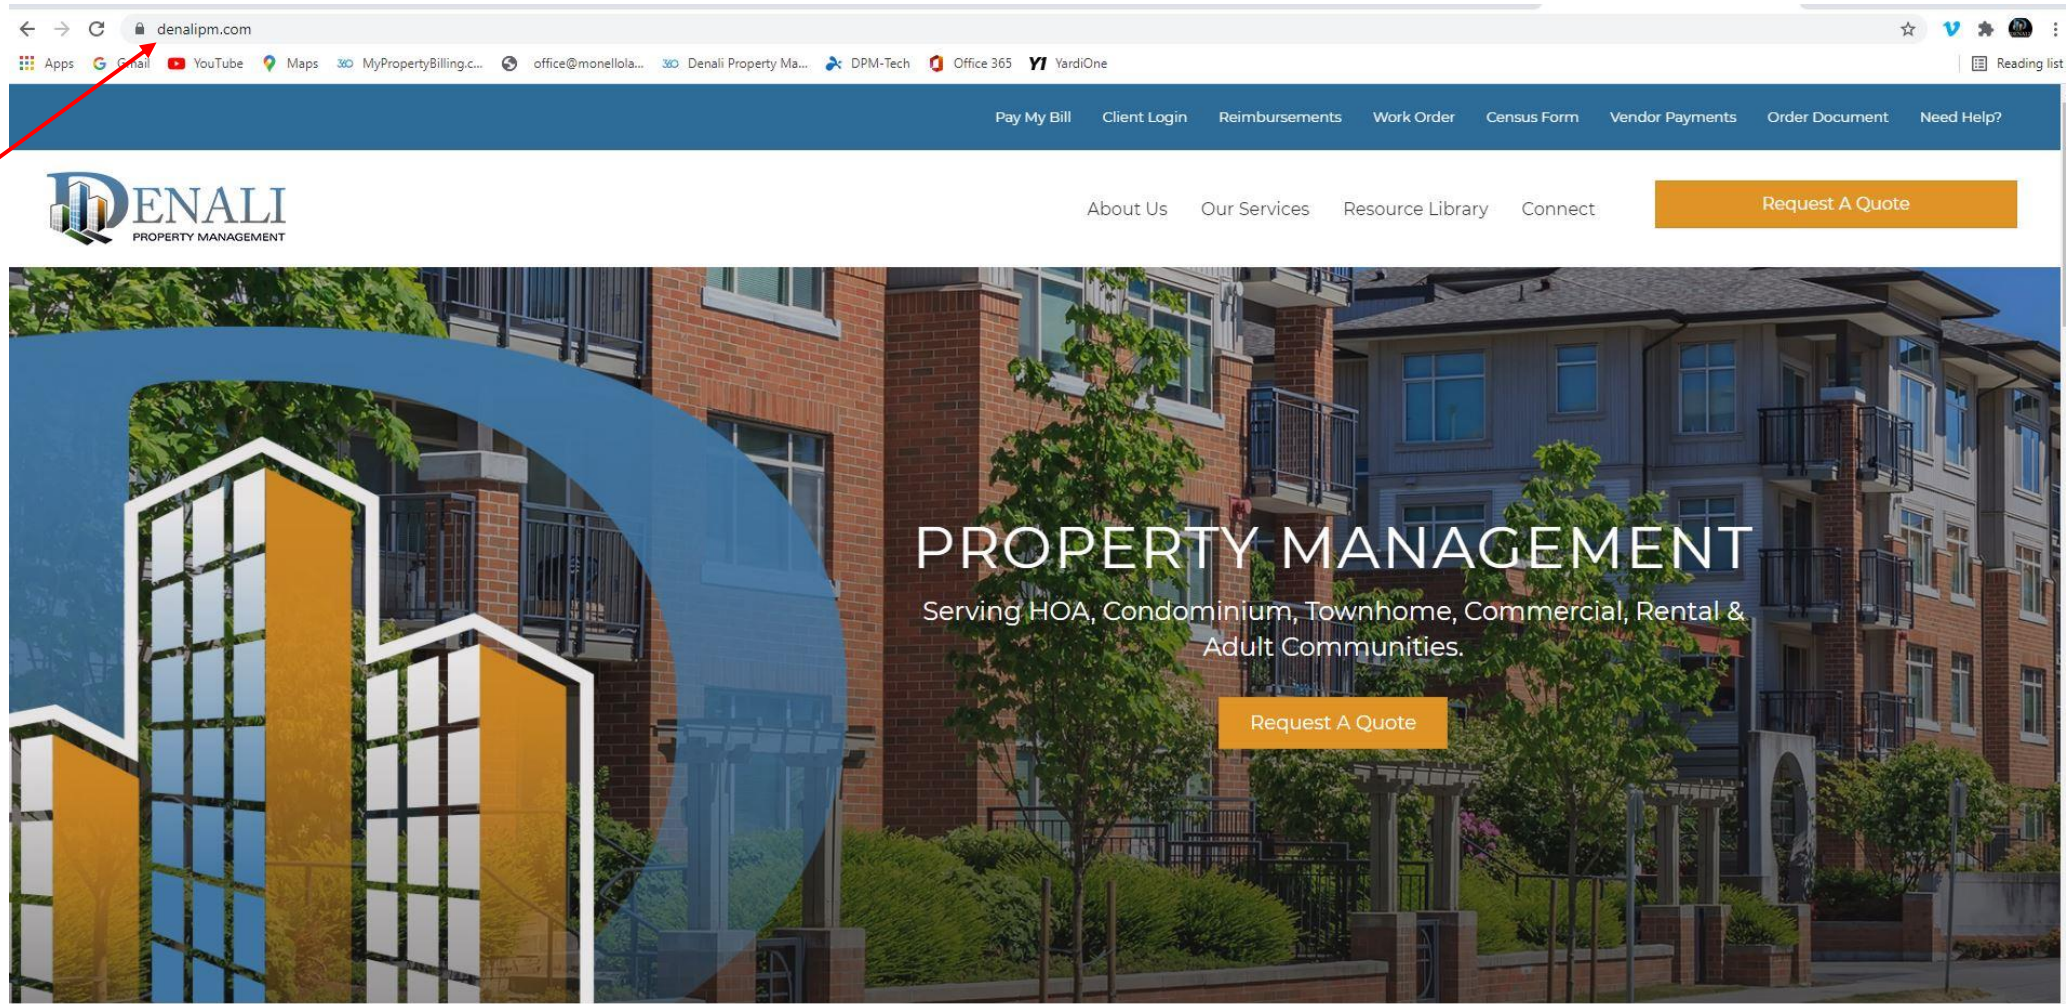 denalipm.com
Apps Gmail YouTube Maps MyPropertyBilling.c... office@monellola... Denali Property Ma... DPM-Tech Office 365 YardiOne Reading list
Pay My Bill Client Login Reimbursements Work Order Census Form Vendor Payments Order Document Need Help?
DENALI
PROPERTY MANAGEMENT
About Us Our Services Resource Library Connect Request A Quote
PROPERTY MANAGEMENT
Serving HOA, Condominium, Townhome, Commercial, Rental &
Adult Communities.
Request A Quote